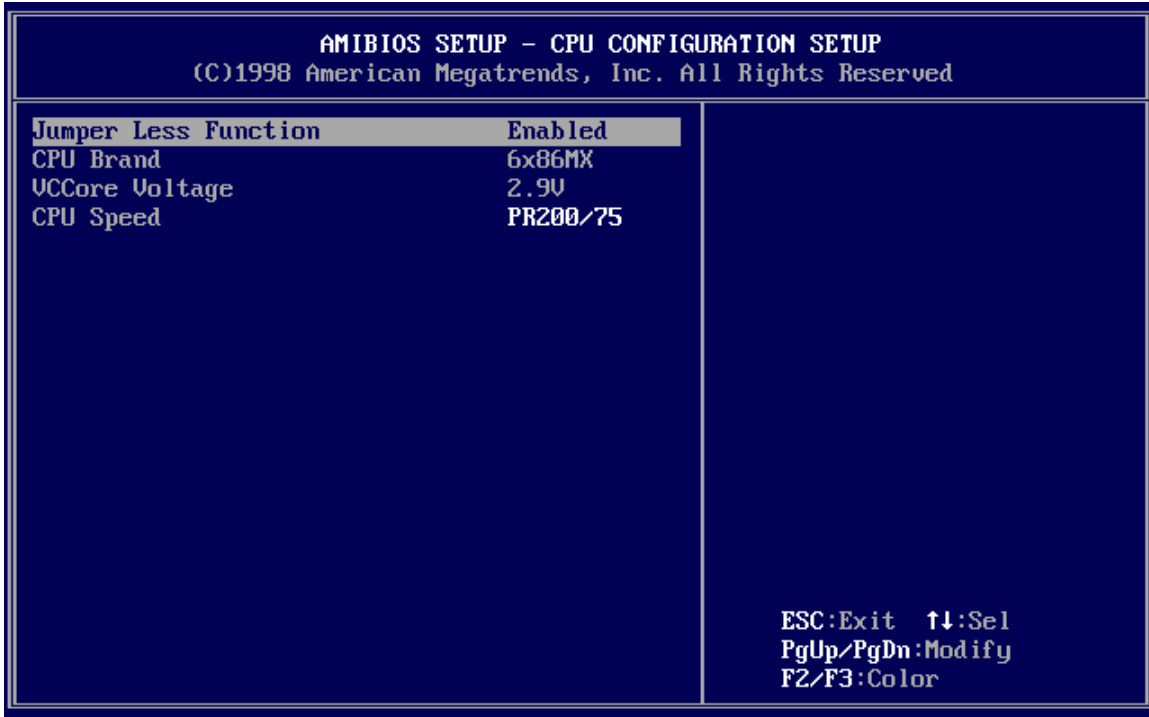 AMIBIOS SETUP - CPU CONFIGURATION SETUP
(C)1998 American Megatrends, Inc. All Rights Reserved
Jumper Less Function Enabled
CPU Brand 6x86MX
VCCore Voltage 2.9V
CPU Speed PR200/75
ESC:Exit ↑↓:Sel
PgUp/PgDn:Modify
F2/F3:Color